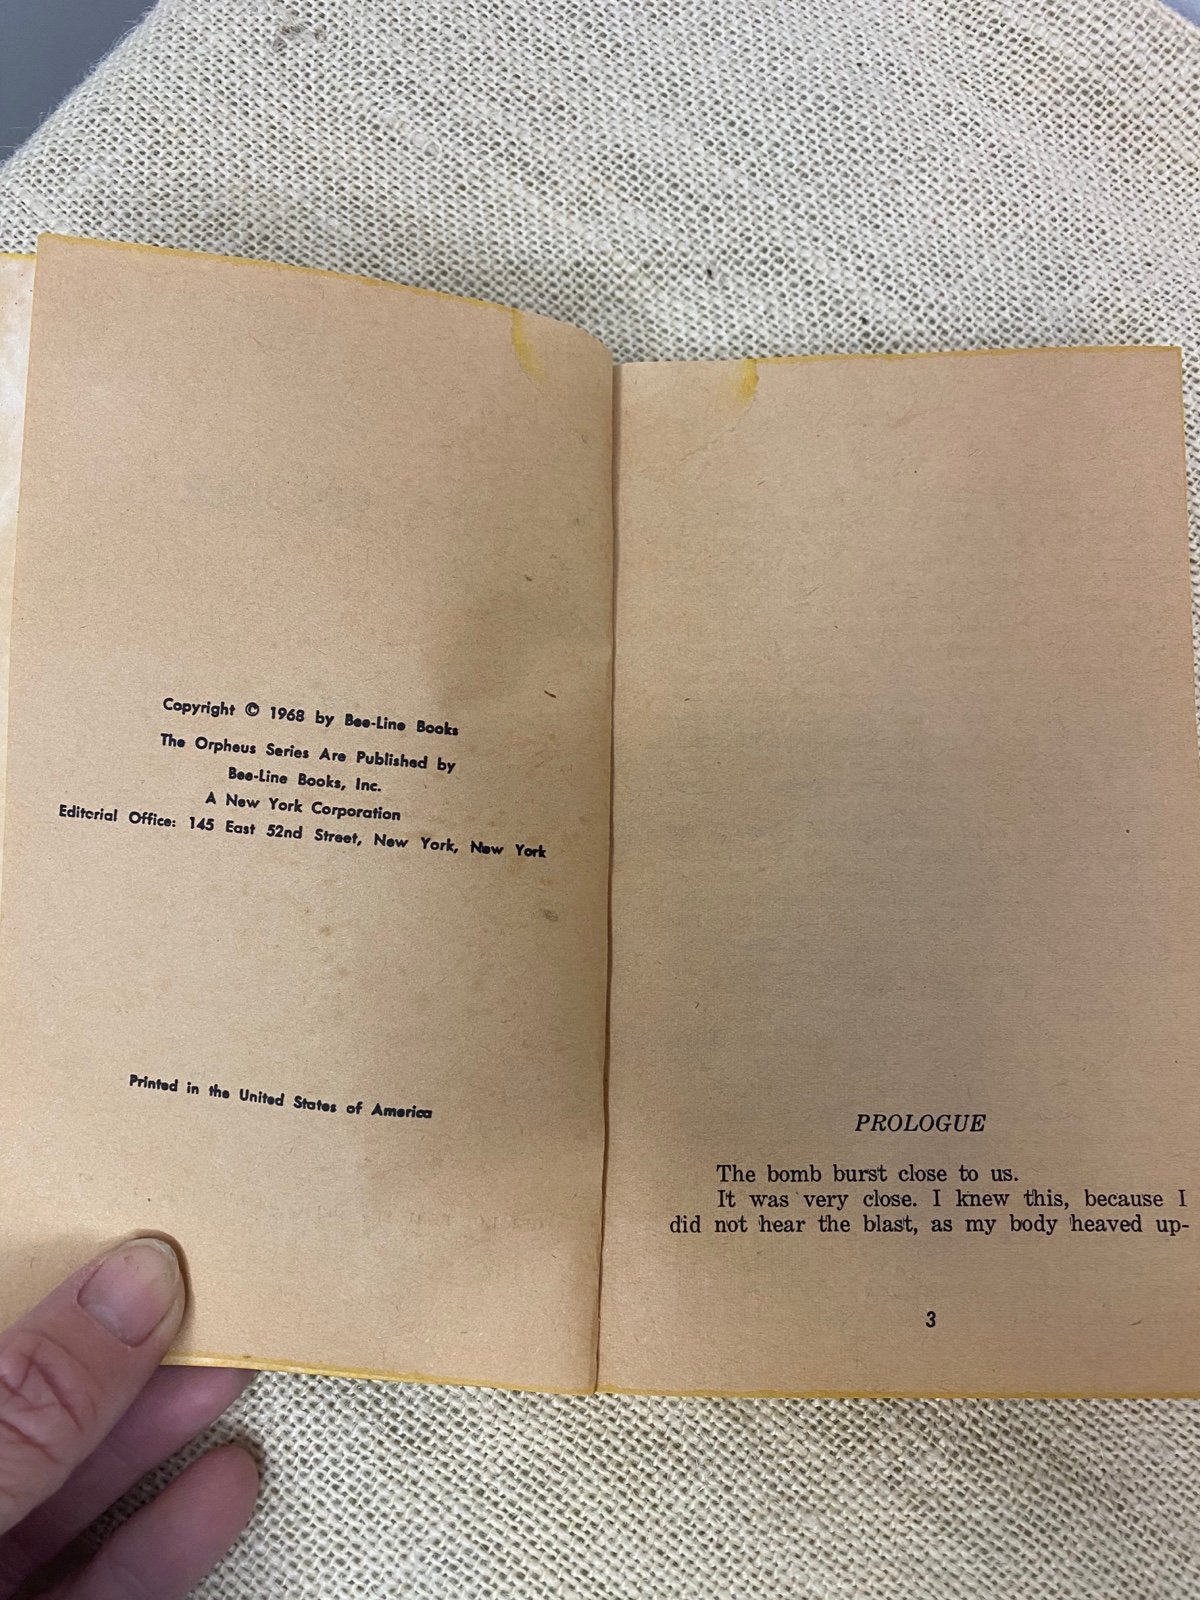 Copyright © 1968 by Bee-Line Books
The Orpheus Series Are Published by
Bee-Line Books, Inc.
A New York Corporation
Editorial Office: 145 East 52nd Street, New York, New York
Printed in the United States of America
PROLOGUE
The bomb burst close to us.
It was very close. I knew this, because I
did not hear the blast, as my body heaved up-
3